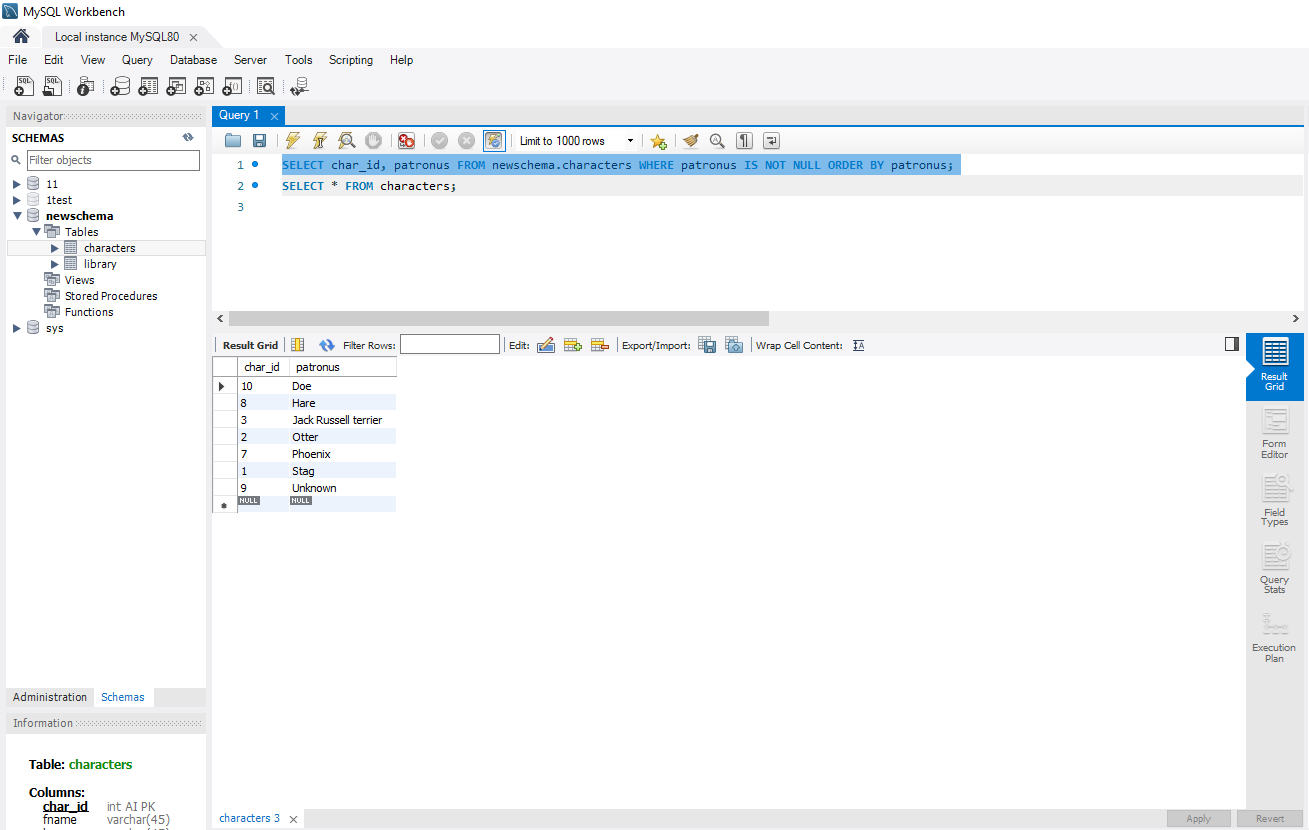 MySQL Workbench
Local instance MySQL80
File Edit View Query Database Server Tools Scripting Help
Navigator
SCHEMAS
Filter objects
11
1test
newschema
Tables
characters
library
Views
Stored Procedures
Functions
sys
Administration Schemas
Information
Table: characters
Columns:
char_id int AI PK
fname varchar(45)
Query 1
Limit to 1000 rows
1 SELECT char_id, patronus FROM newschema.characters WHERE patronus IS NOT NULL ORDER BY patronus;
2 SELECT * FROM characters;
3
Result Grid Filter Rows: Edit: Export/Import: Wrap Cell Content:
char_id patronus
10 Doe
8 Hare
3 Jack Russell terrier
2 Otter
7 Phoenix
1 Stag
9 Unknown
NULL NULL
Result
Grid
Form
Editor
Field
Types
Query
Stats
Execution
Plan
characters 3
Apply Revert